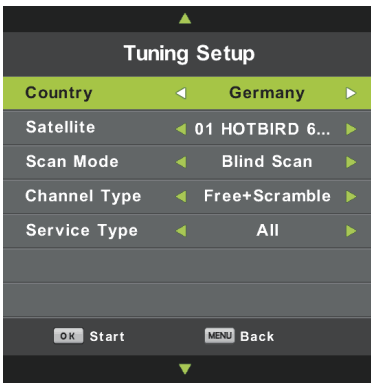 Tuning Setup
Country Germany
Satellite 01 HOTBIRD 6...
Scan Mode Blind Scan
Channel Type Free+Scramble
Service Type All
OK Start MENU Back